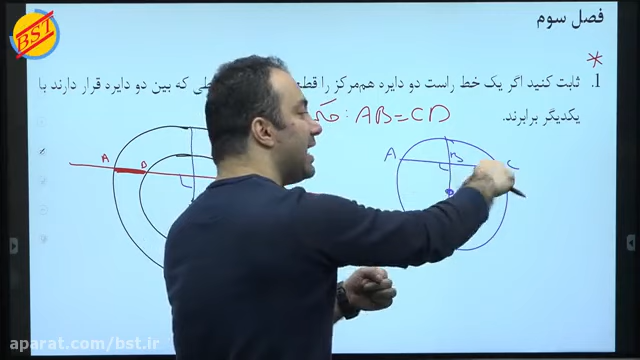 BST
فصل سوم
*
1. ثابت کنید اگر یک خط راست دو دایره هم‌مرکز را قطع
که بین دو دایره قرار دارند با
یکدیگر برابرند.
حکم: AB=CD
A B
A B C
aparat.com/bst.ir